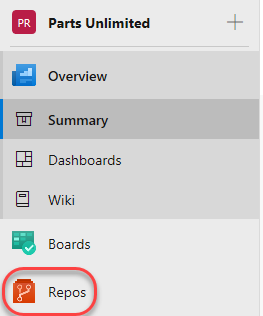 PR Parts Unlimited
Overview
Summary
Dashboards
Wiki
Boards
Repos